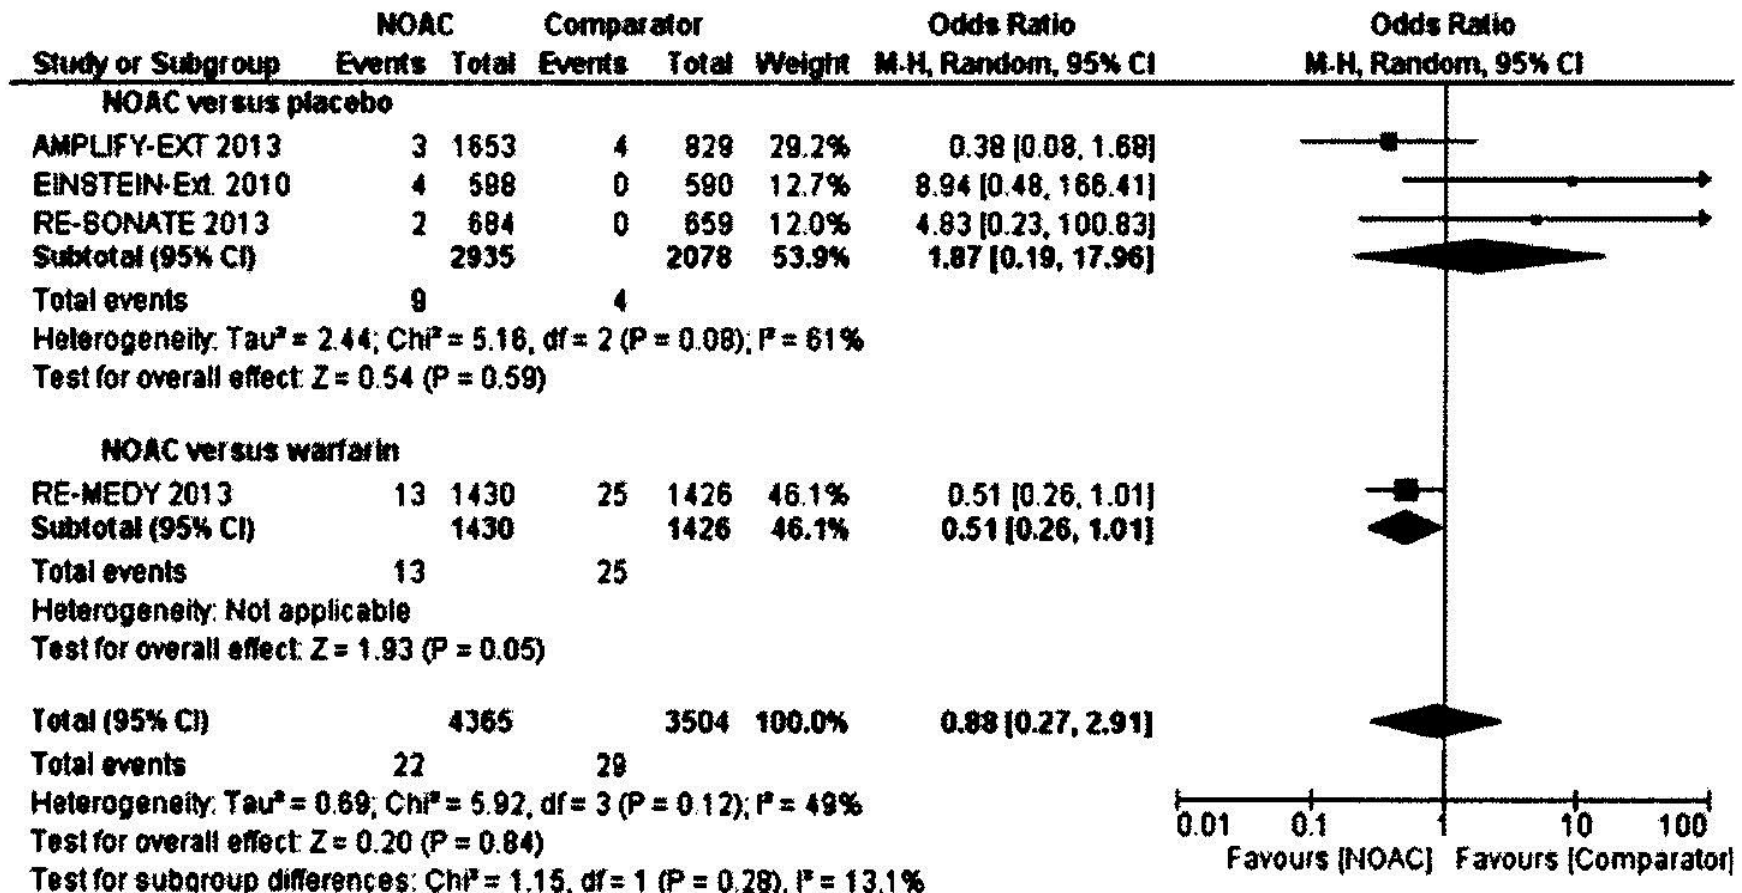 NOAC Comparator Odds Ratio Odds Ratio
Study or Subgroup Events Total Events Total Weight M-H, Random, 95% CI M-H, Random, 95% CI
NOAC versus placebo
AMPLIFY-EXT 2013 3 1653 4 829 29.2% 0.38 [0.08, 1.68]
EINSTEIN-Ext. 2010 4 598 0 590 12.7% 8.94 [0.48, 166.41]
RE-SONATE 2013 2 684 0 659 12.0% 4.83 [0.23, 100.83]
Subtotal (95% CI) 2935 2078 53.9% 1.87 [0.19, 17.96]
Total events 9 4
Heterogeneity: Tau² = 2.44; Chi² = 5.16, df = 2 (P = 0.08); I² = 61%
Test for overall effect: Z = 0.54 (P = 0.59)
NOAC versus warfarin
RE-MEDY 2013 13 1430 25 1426 46.1% 0.51 [0.26, 1.01]
Subtotal (95% CI) 1430 1426 46.1% 0.51 [0.26, 1.01]
Total events 13 25
Heterogeneity: Not applicable
Test for overall effect: Z = 1.93 (P = 0.05)
Total (95% CI) 4365 3504 100.0% 0.88 [0.27, 2.91]
Total events 22 29
Heterogeneity: Tau² = 0.69; Chi² = 5.92, df = 3 (P = 0.12); I² = 49%
0.01 0.1 1 10 100
Test for overall effect: Z = 0.20 (P = 0.84)
Favours [NOAC] Favours [Comparator]
Test for subgroup differences: Chi² = 1.15, df = 1 (P = 0.28), I² = 13.1%